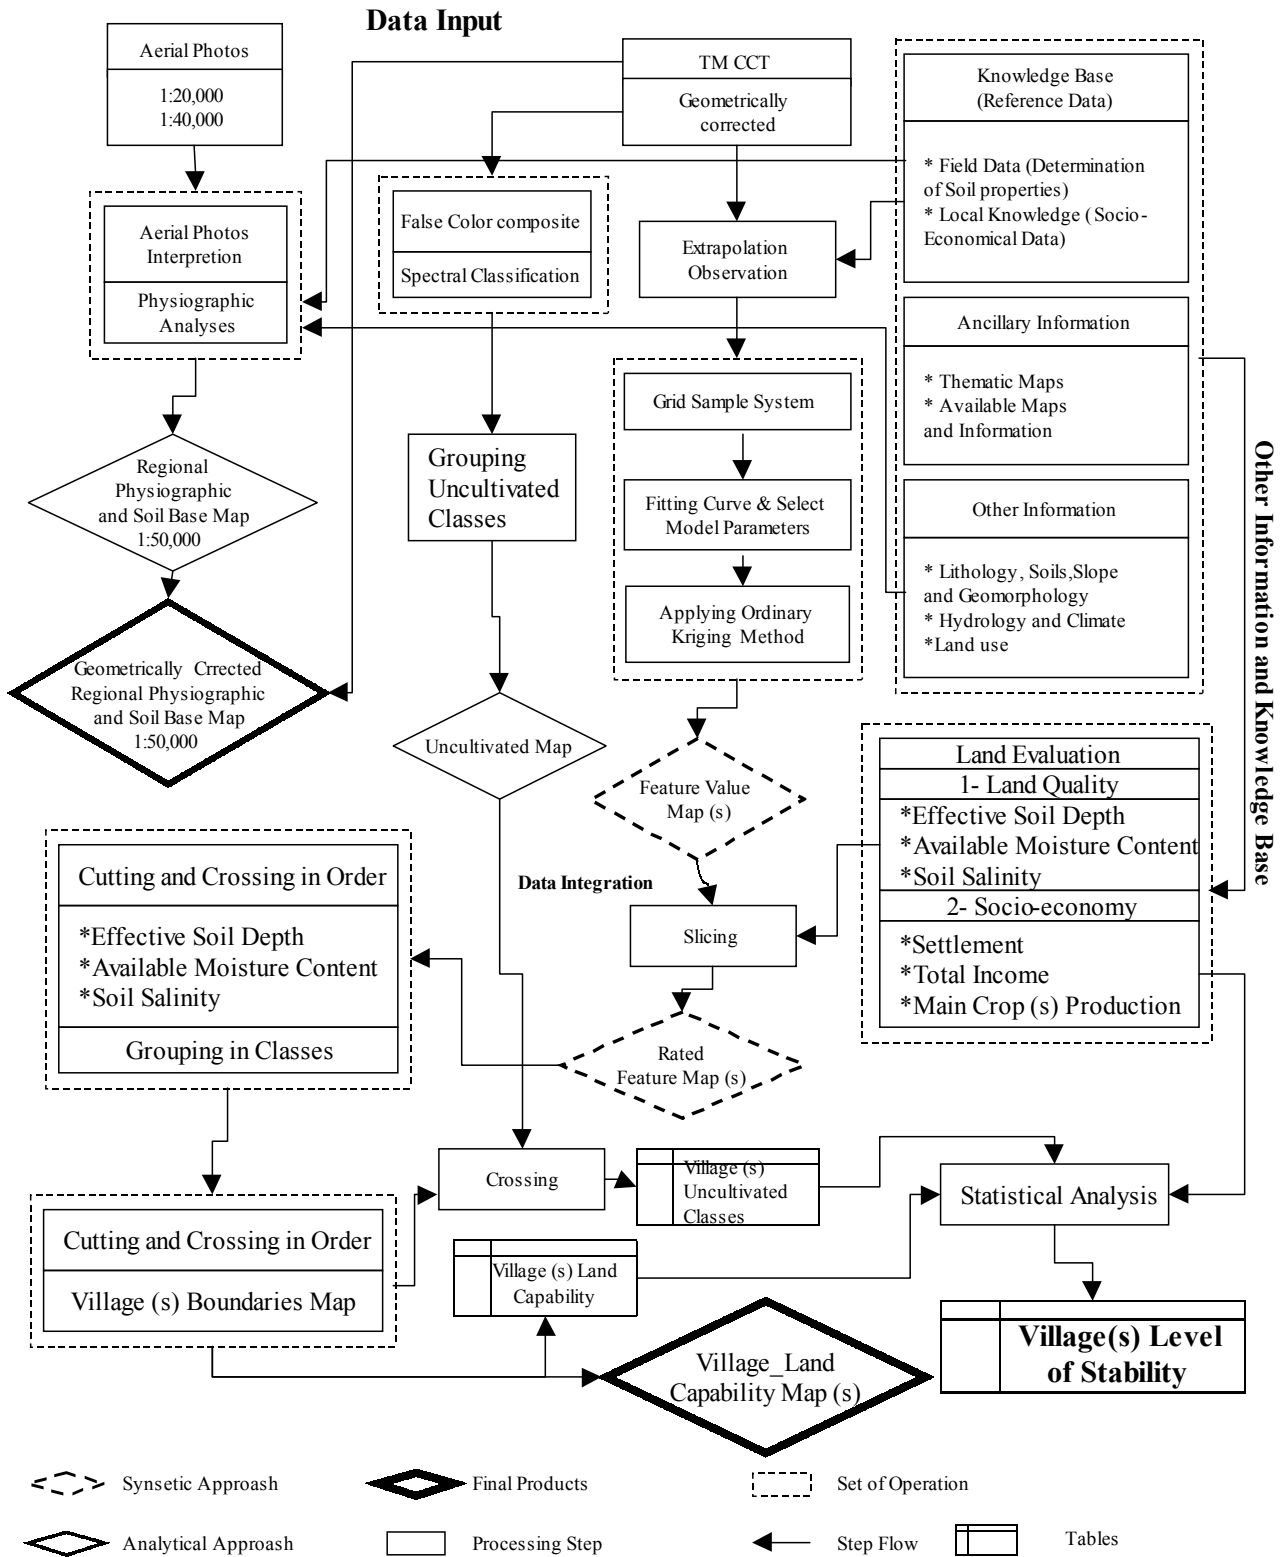 Data Input
Aerial Photos
1:20,000
1:40,000
TM CCT
Geometrically
corrected
Knowledge Base
(Reference Data)
* Field Data (Determination
of Soil properties)
* Local Knowledge (Socio-
Economical Data)
Aerial Photos
Interpretion
Physiographic
Analyses
False Color composite
Spectral Classification
Extrapolation
Observation
Ancillary Information
* Thematic Maps
* Available Maps
and Information
Grid Sample System
Fitting Curve & Select
Model Parameters
Applying Ordinary
Kriging Method
Other Information
* Lithology, Soils,Slope
and Geomorphology
* Hydrology and Climate
*Land use
Other Information and Knowledge Base
Regional
Physiographic
and Soil Base Map
1:50,000
Grouping
Uncultivated
Classes
Geometrically Crrected
Regional Physiographic
and Soil Base Map
1:50,000
Uncultivated Map
Feature Value
Map (s)
Land Evaluation
1- Land Quality
*Effective Soil Depth
*Available Moisture Content
*Soil Salinity
2- Socio-economy
*Settlement
*Total Income
*Main Crop (s) Production
Data Integration
Slicing
Cutting and Crossing in Order
*Effective Soil Depth
*Available Moisture Content
*Soil Salinity
Grouping in Classes
Rated
Feature Map (s)
Crossing
Village (s)
Uncultivated
Classes
Statistical Analysis
Cutting and Crossing in Order
Village (s) Boundaries Map
Village (s) Land
Capability
Village_Land
Capability Map (s)
Village(s) Level
of Stability
Synsetic Approash
Final Products
Set of Operation
Analytical Approash
Processing Step
Step Flow
Tables